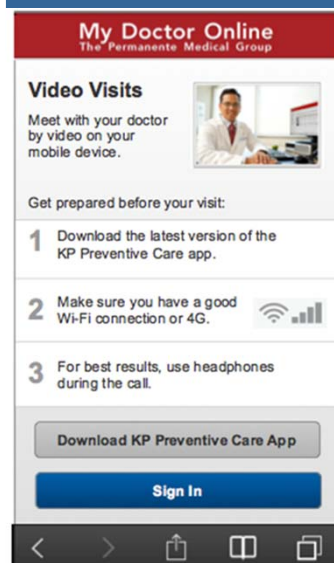 My Doctor Online
The Permanente Medical Group
Video Visits
Meet with your doctor
by video on your
mobile device.
Get prepared before your visit:
1 Download the latest version of the
KP Preventive Care app.
2 Make sure you have a good
Wi-Fi connection or 4G.
3 For best results, use headphones
during the call.
Download KP Preventive Care App
Sign In